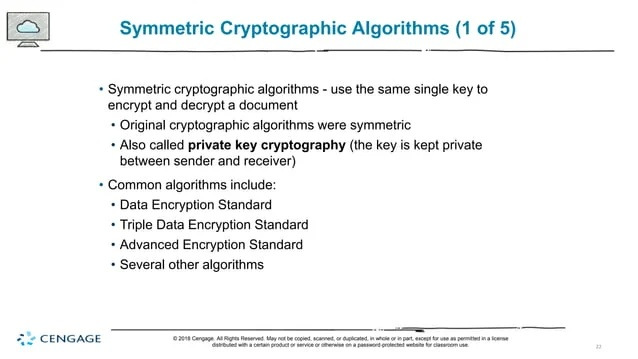 Symmetric Cryptographic Algorithms (1 of 5)
• Symmetric cryptographic algorithms - use the same single key to
encrypt and decrypt a document
• Original cryptographic algorithms were symmetric
• Also called private key cryptography (the key is kept private
between sender and receiver)
• Common algorithms include:
• Data Encryption Standard
• Triple Data Encryption Standard
• Advanced Encryption Standard
• Several other algorithms
CENGAGE
© 2018 Cengage. All Rights Reserved. May not be copied, scanned, or duplicated, in whole or in part, except for use as permitted in a license
distributed with a certain product or service or otherwise on a password-protected website for classroom use.